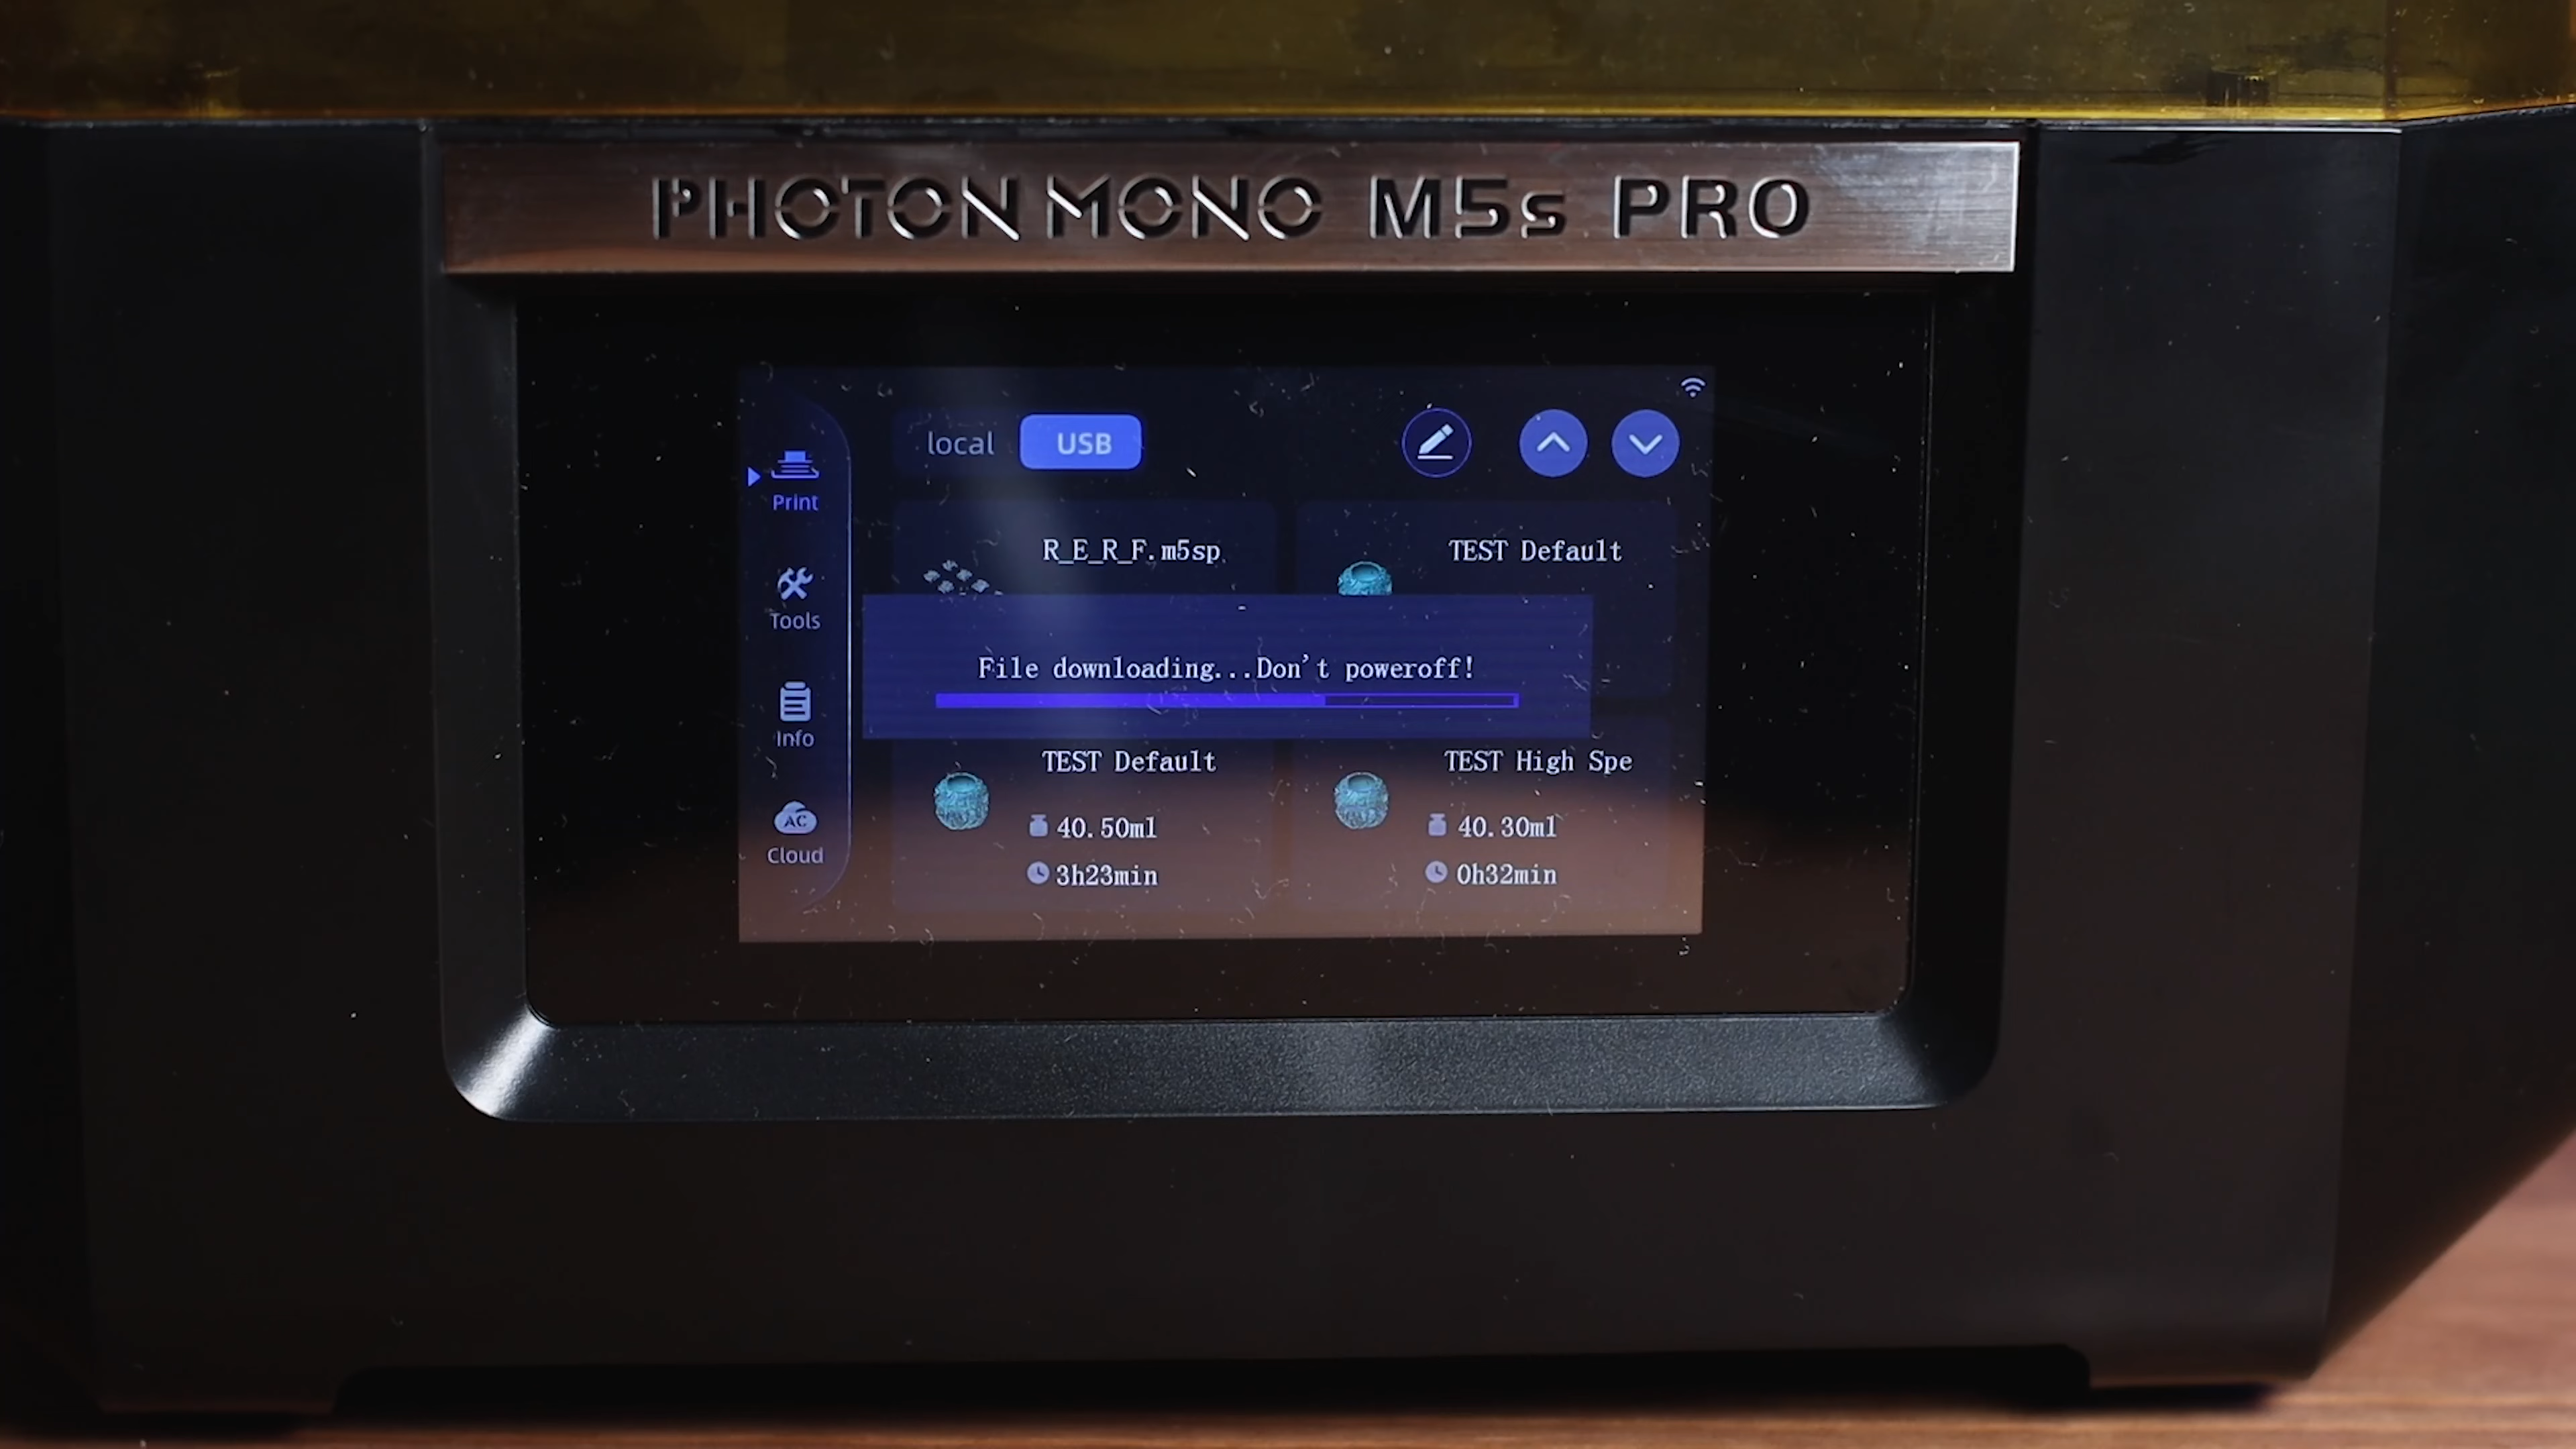 PHOTON MONO M5s PRO
local
USB
Print
R_E_R_F.m5sp
TEST Default
Tools
File downloading...Don't poweroff!
Info
TEST Default
TEST High Spe
40.50ml
40.30ml
AC
Cloud
3h23min
0h32min